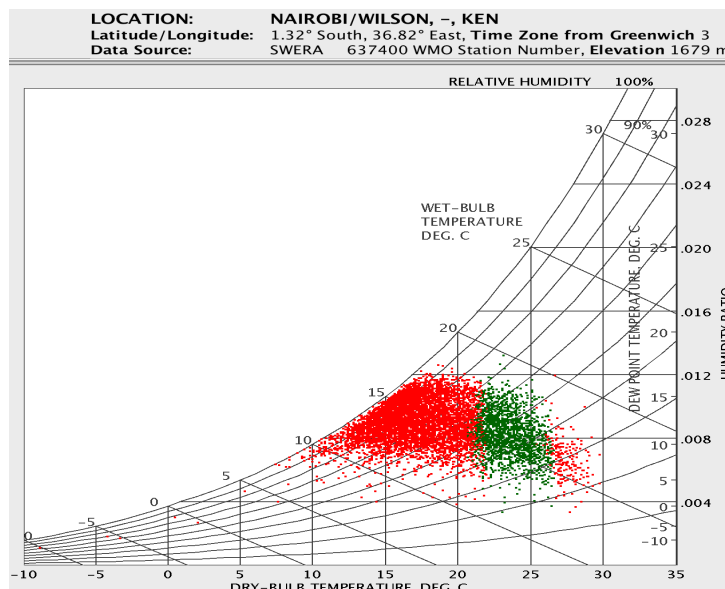 LOCATION: NAIROBI/WILSON, -, KEN
Latitude/Longitude: 1.32° South, 36.82° East, Time Zone from Greenwich 3
Data Source: SWERA 637400 WMO Station Number, Elevation 1679 m
RELATIVE HUMIDITY 100%
90%
WET-BULB
TEMPERATURE
DEG. C
DEW POINT TEMPERATURE, DEG. C
.028
.024
.020
.016
.012
.008
.004
30
25
20
15
10
5
0
-5
-10
30
25
20
15
10
5
0
-5
-10 -5 0 5 10 15 20 25 30 35
DRY-BULB TEMPERATURE, DEG. C